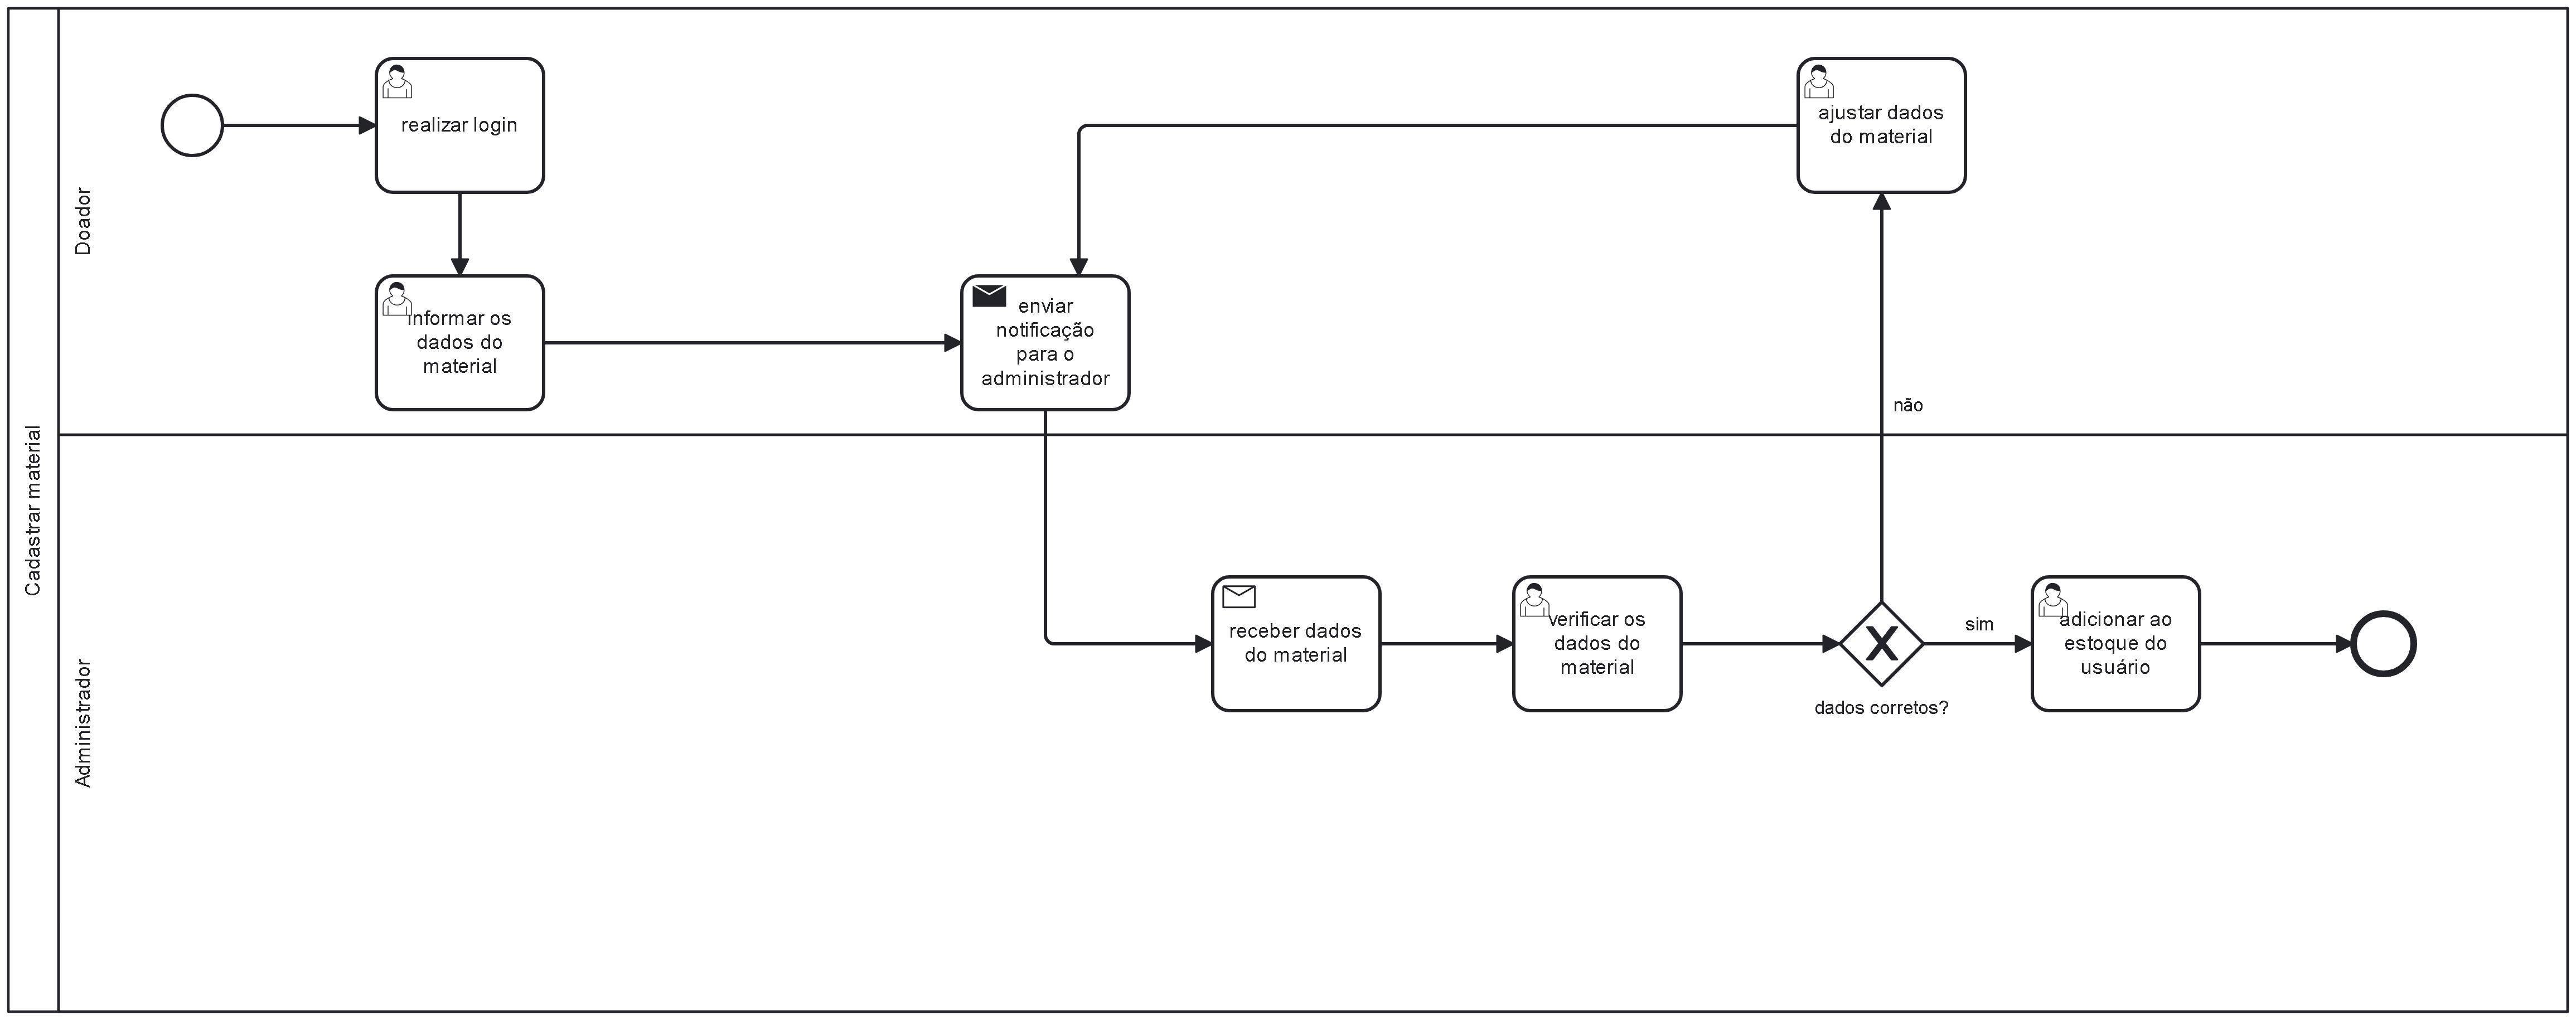 Cadastrar material
Doador
realizar login
informar os
dados do
material
enviar
notificação
para o
administrador
ajustar dados
do material
não
Administrador
receber dados
do material
verificar os
dados do
material
dados corretos?
sim
adicionar ao
estoque do
usuário